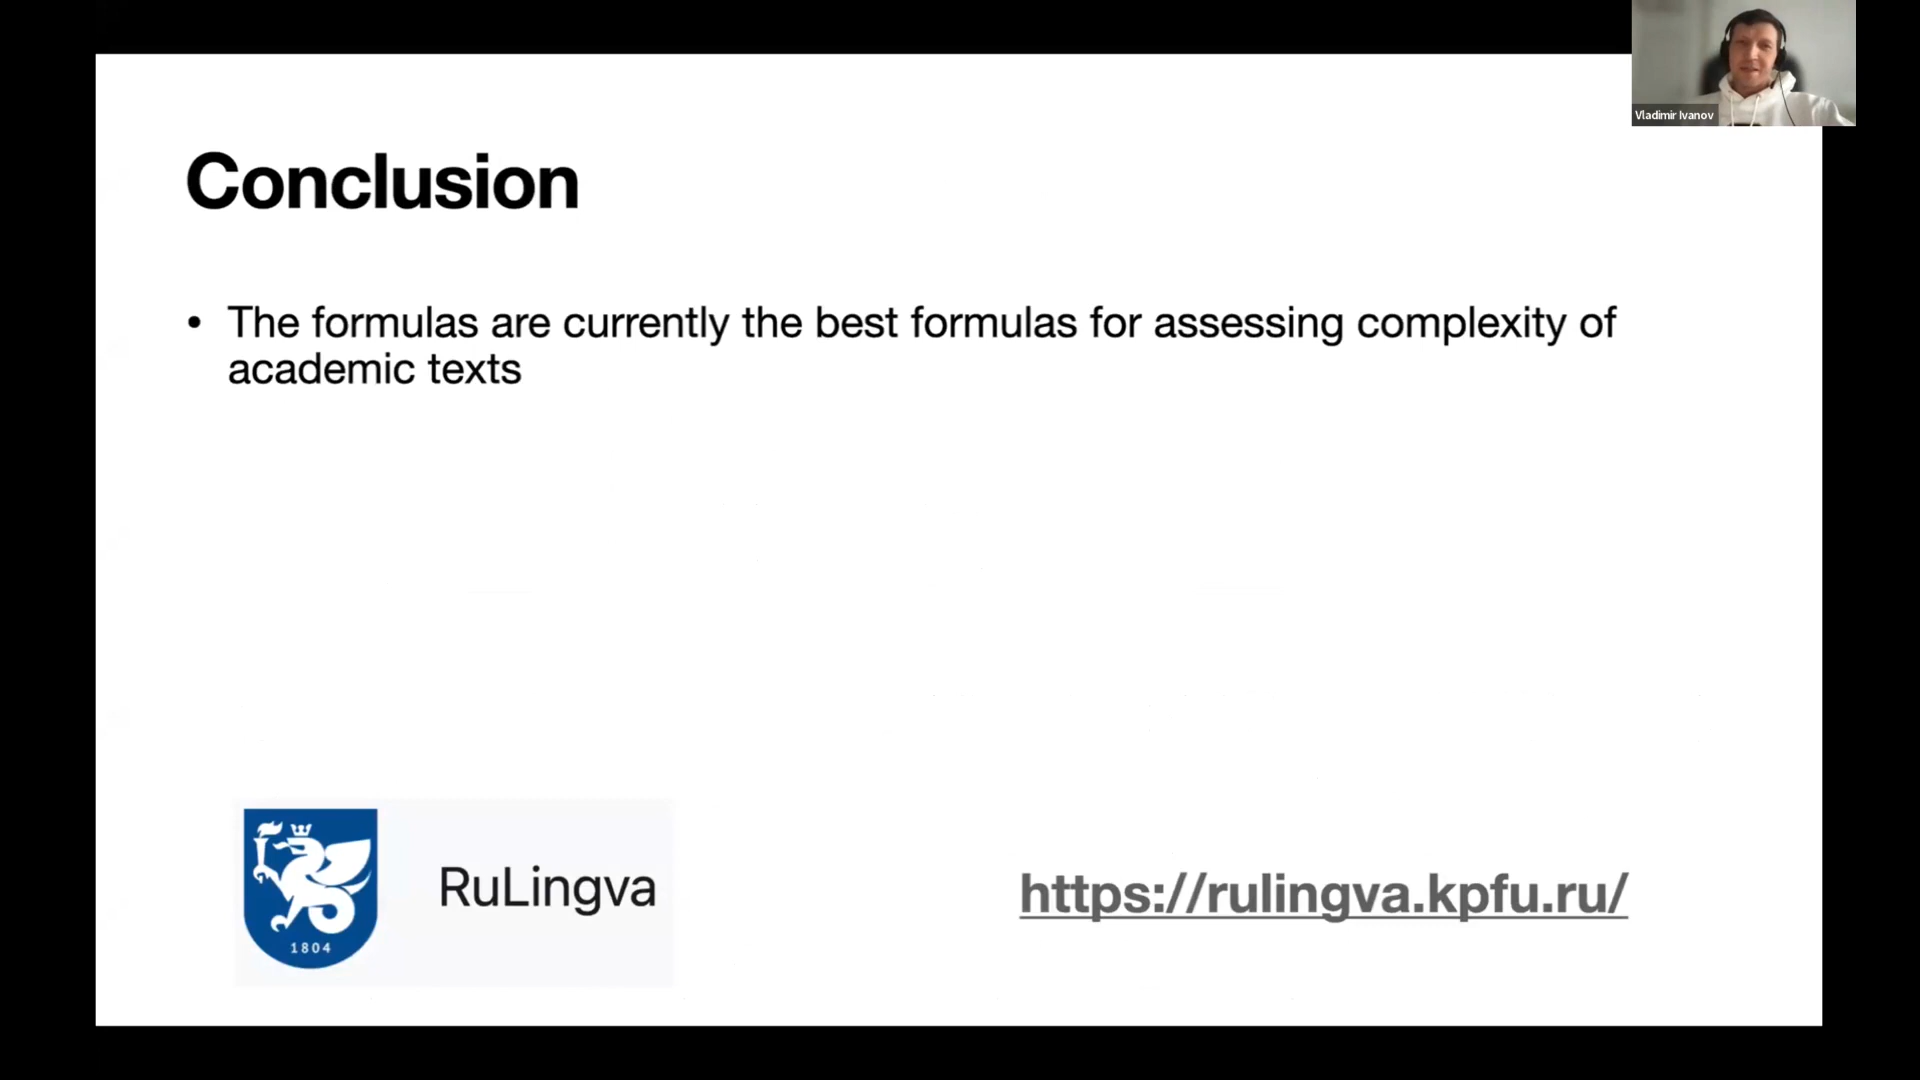 Vladimir Ivanov
Conclusion
• The formulas are currently the best formulas for assessing complexity of
academic texts
1804
RuLingva
https://rulingva.kpfu.ru/